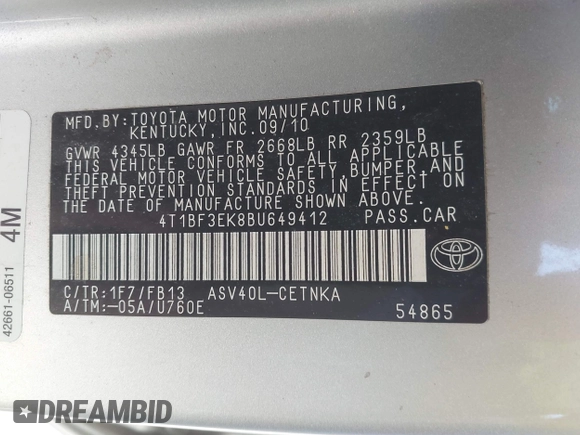 MFD.BY:TOYOTA MOTOR MANUFACTURING,
KENTUCKY,INC.09/10
GVWR 4345LB GAWR FR 2668LB RR 2359LB
THIS VEHICLE CONFORMS TO ALL APPLICABLE
FEDERAL MOTOR VEHICLE SAFETY,BUMPER,AND
THEFT PREVENTION STANDARDS IN EFFECT ON
THE DATE OF MANUFACTURE SHOWN ABOVE.
4T1BF3EK8BU649412 PASS.CAR
C/TR:1F7/FB13 ASV40L-CETNKA
A/TM:-05A/U760E
54865
4M
42661-06511
DREAMBID